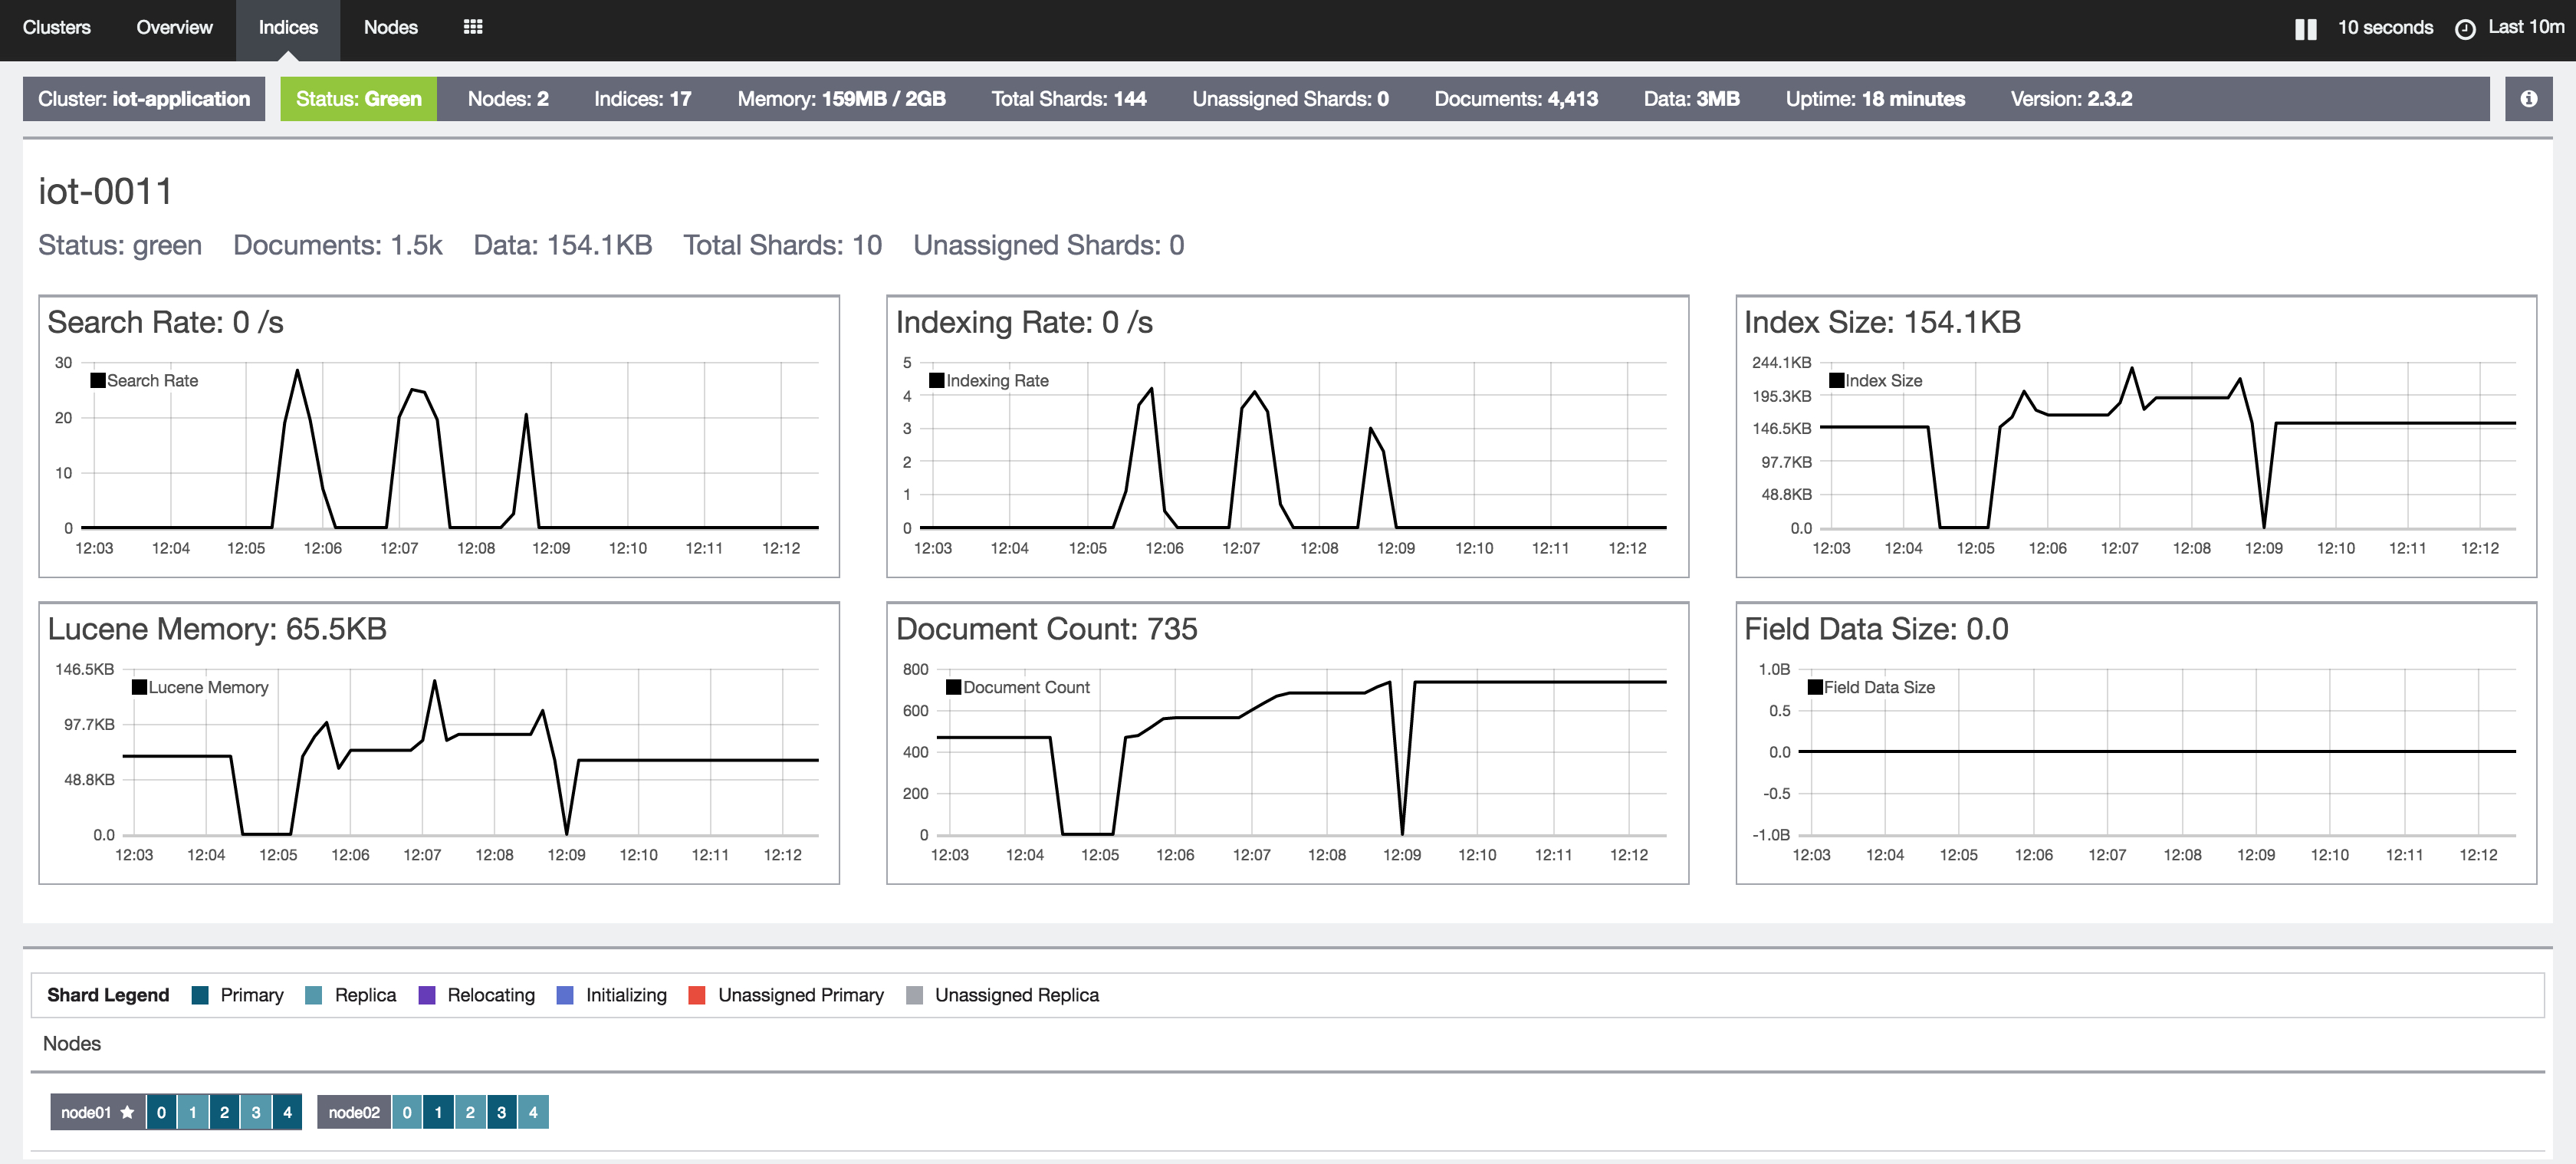 Clusters Overview Indices Nodes 10 seconds Last 10m
Cluster: iot-application Status: Green Nodes: 2 Indices: 17 Memory: 159MB / 2GB Total Shards: 144 Unassigned Shards: 0 Documents: 4,413 Data: 3MB Uptime: 18 minutes Version: 2.3.2
iot-0011
Status: green Documents: 1.5k Data: 154.1KB Total Shards: 10 Unassigned Shards: 0
Search Rate: 0 /s
30
Search Rate
20
10
0
12:03 12:04 12:05 12:06 12:07 12:08 12:09 12:10 12:11 12:12
Indexing Rate: 0 /s
5
Indexing Rate
4
3
2
1
0
12:03 12:04 12:05 12:06 12:07 12:08 12:09 12:10 12:11 12:12
Index Size: 154.1KB
244.1KB
Index Size
195.3KB
146.5KB
97.7KB
48.8KB
0.0
12:03 12:04 12:05 12:06 12:07 12:08 12:09 12:10 12:11 12:12
Lucene Memory: 65.5KB
146.5KB
Lucene Memory
97.7KB
48.8KB
0.0
12:03 12:04 12:05 12:06 12:07 12:08 12:09 12:10 12:11 12:12
Document Count: 735
800
Document Count
600
400
200
0
12:03 12:04 12:05 12:06 12:07 12:08 12:09 12:10 12:11 12:12
Field Data Size: 0.0
1.0B
Field Data Size
0.5
0.0
-0.5
-1.0B
12:03 12:04 12:05 12:06 12:07 12:08 12:09 12:10 12:11 12:12
Shard Legend Primary Replica Relocating Initializing Unassigned Primary Unassigned Replica
Nodes
node01 0 1 2 3 4 node02 0 1 2 3 4